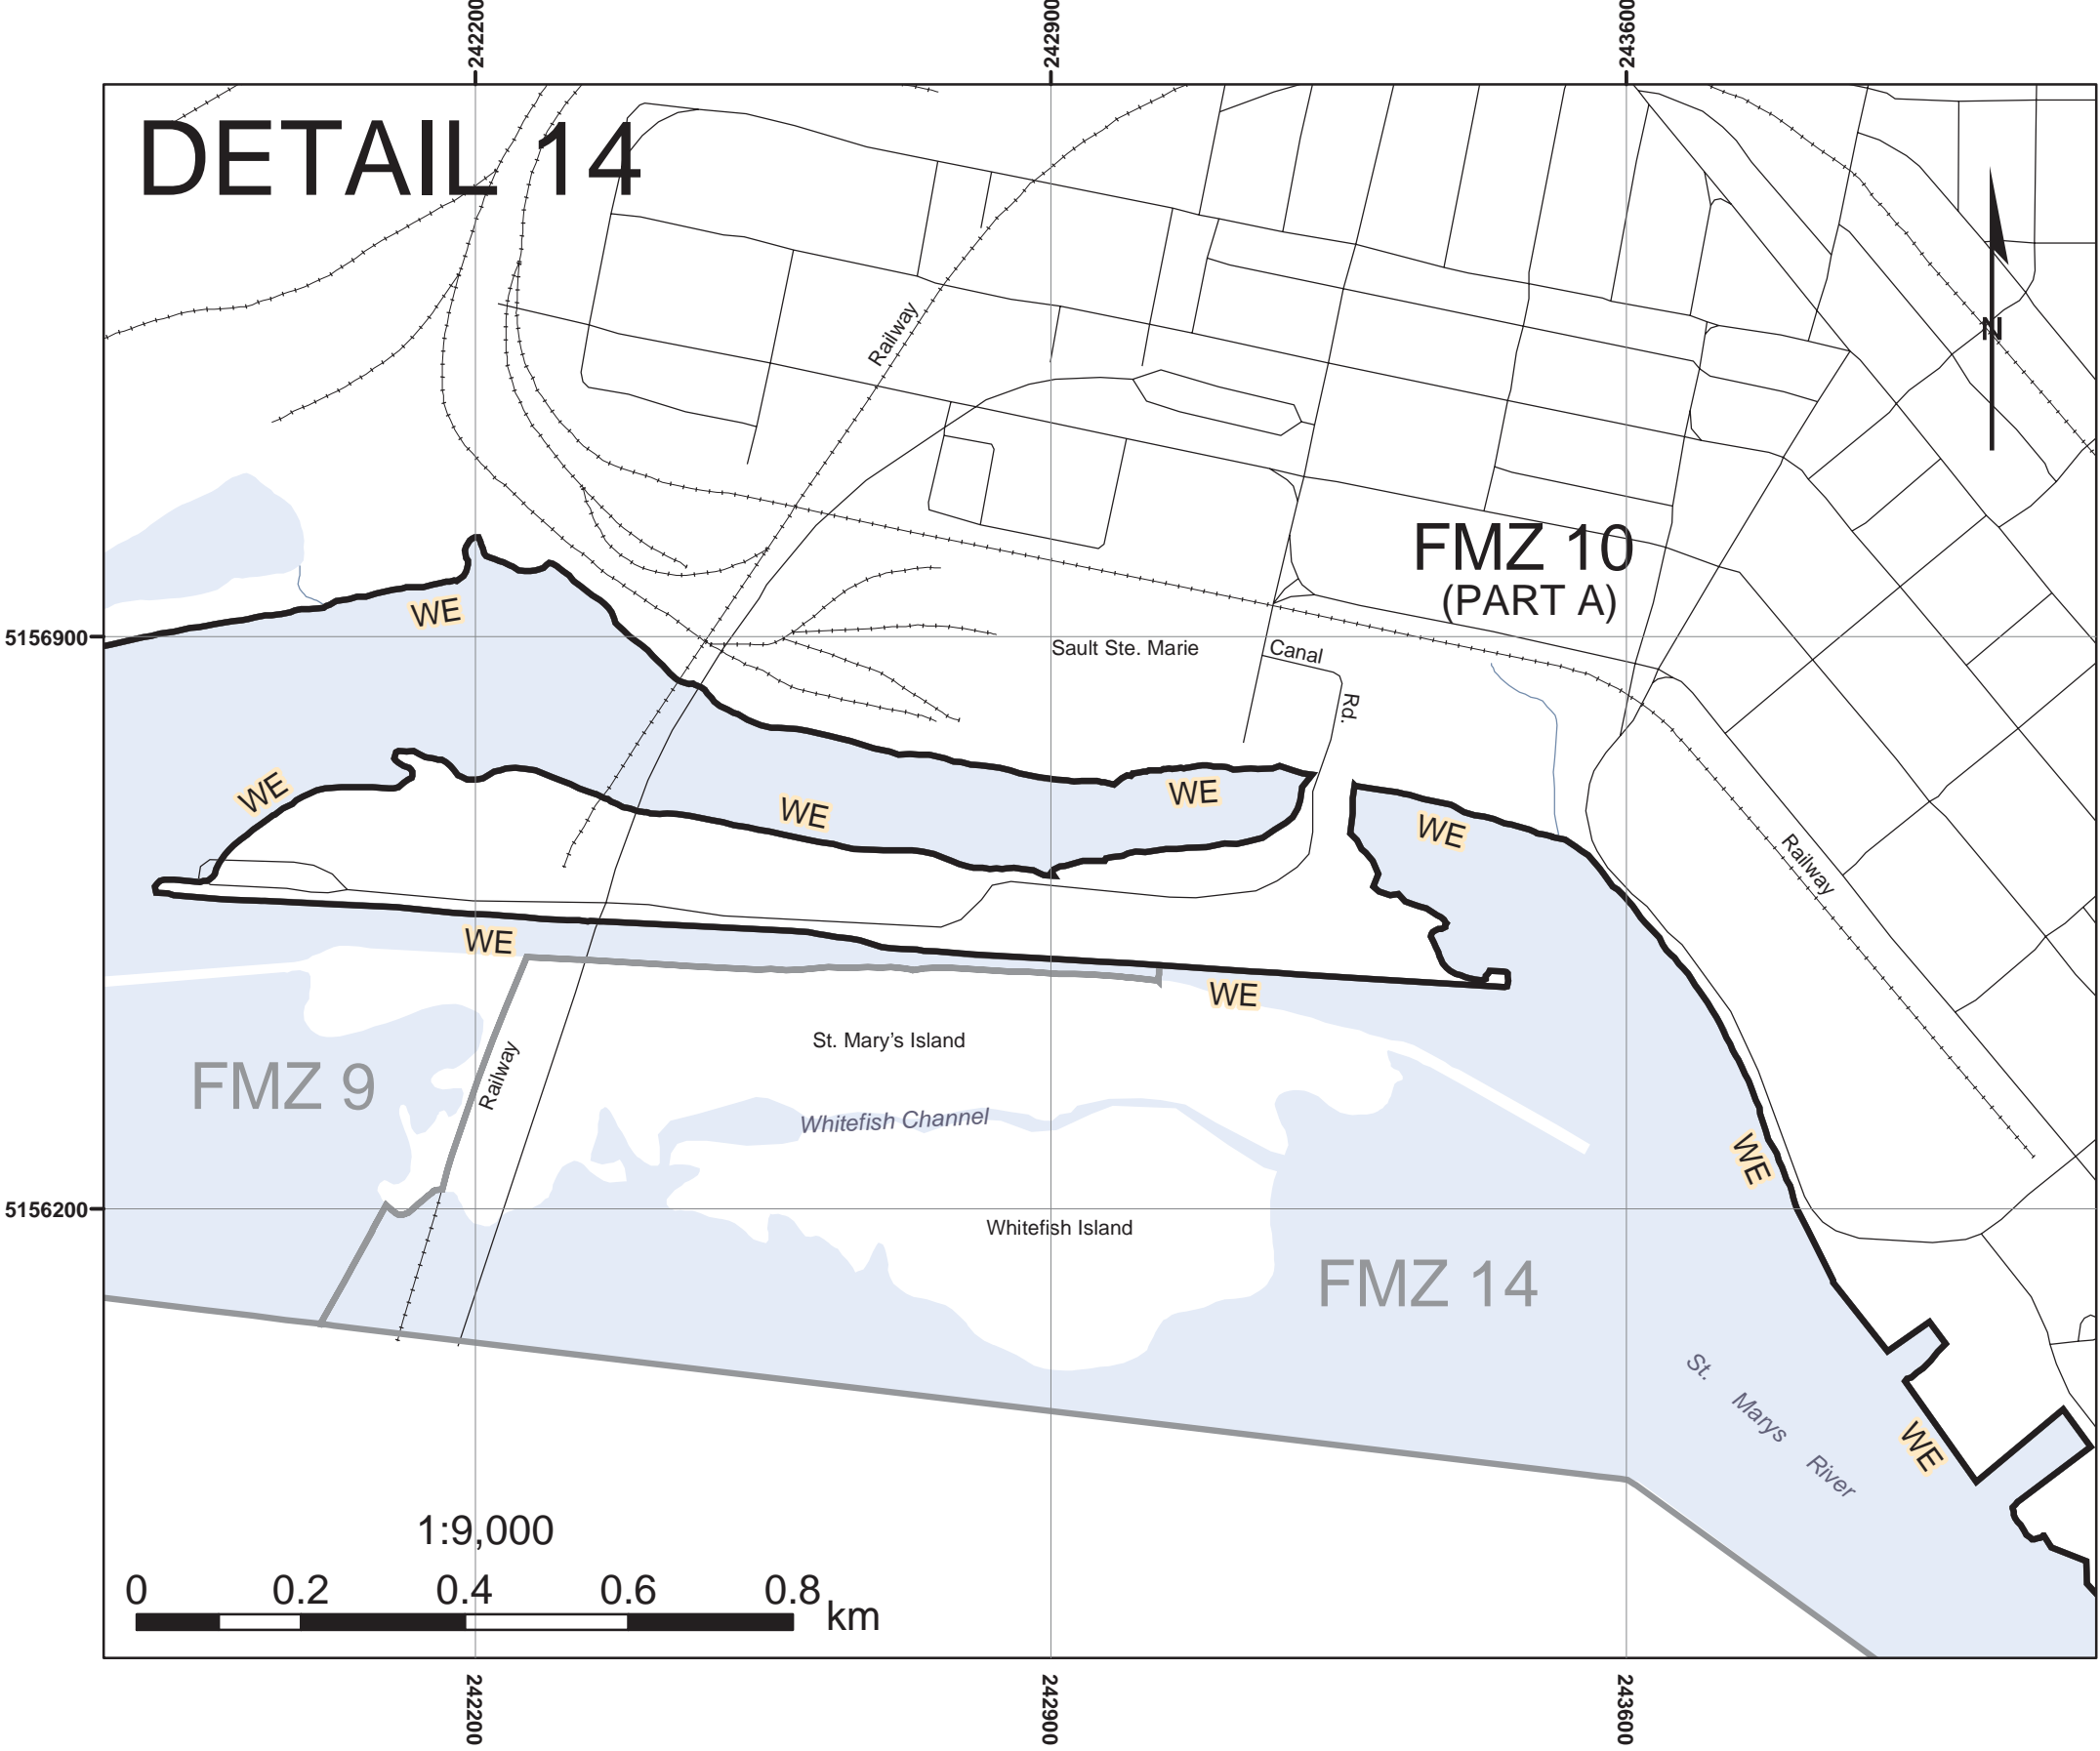 242200
242900
243600
DETAIL 14
N
Railway
FMZ 10
(PART A)
WE
5156900
Sault Ste. Marie
Canal
Rd.
WE
WE
WE
WE
Railway
WE
WE
St. Mary's Island
FMZ 9
Railway
Whitefish Channel
WE
5156200
Whitefish Island
FMZ 14
St. Marys River
WE
1:9,000
0 0.2 0.4 0.6 0.8 km
242200
242900
243600